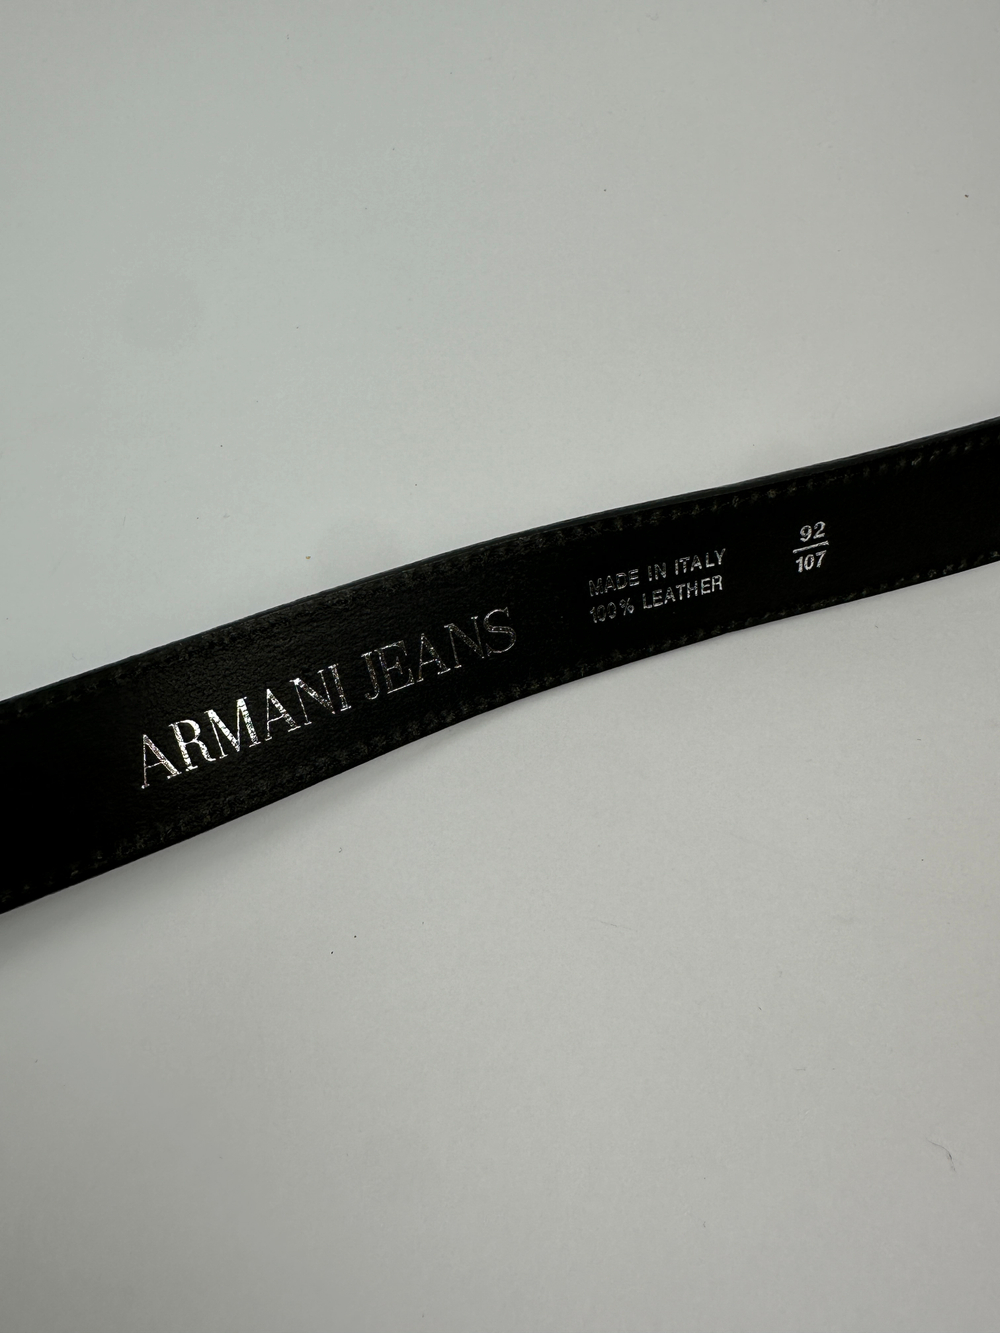 ARMANI JEANS
MADE IN ITALY
100% LEATHER
92
107